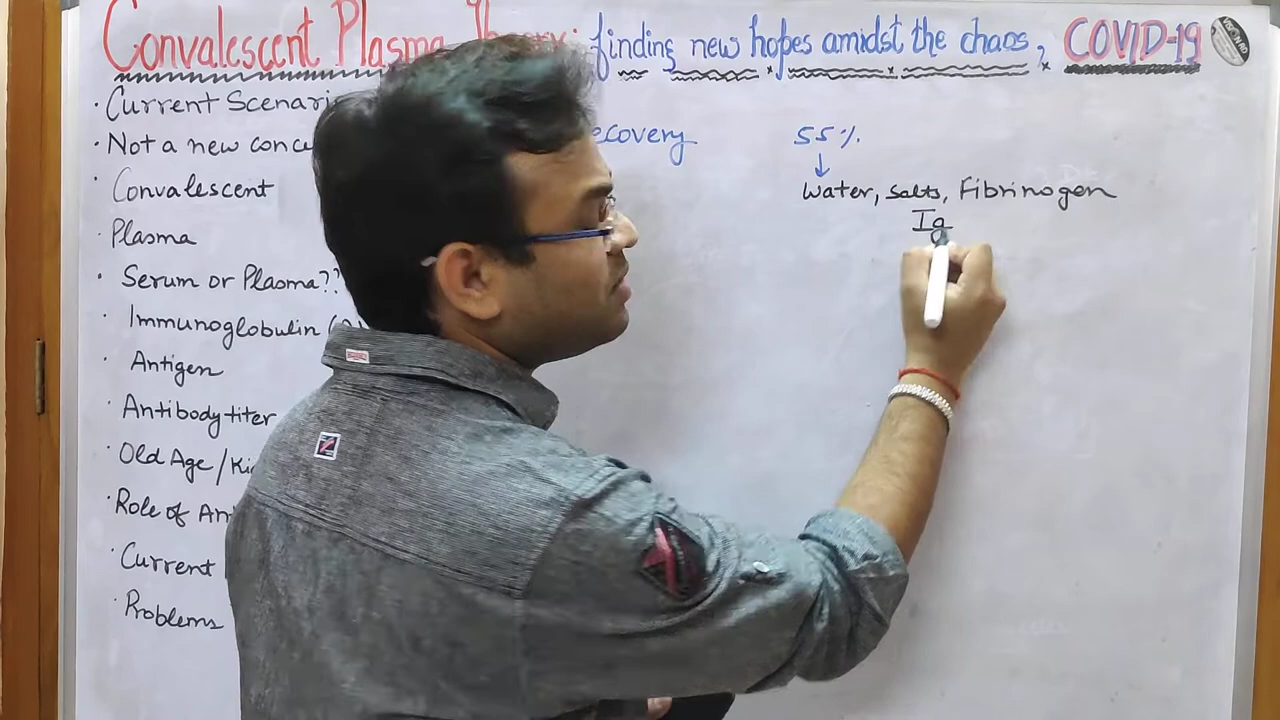 Convalescent Plasma Therapy: finding new hopes amidst the chaos, COVID-19
· Current Scenari
· Not a new conce
· Convalescent
· Plasma
· Serum or Plasma??
· Immunoglobulin
· Antigen
· Antibody titer
· Old Age / Ki
· Role of An
· Current
· Problems
ecovery
55%
↓
Water, Salts, Fibrinogen
Ig